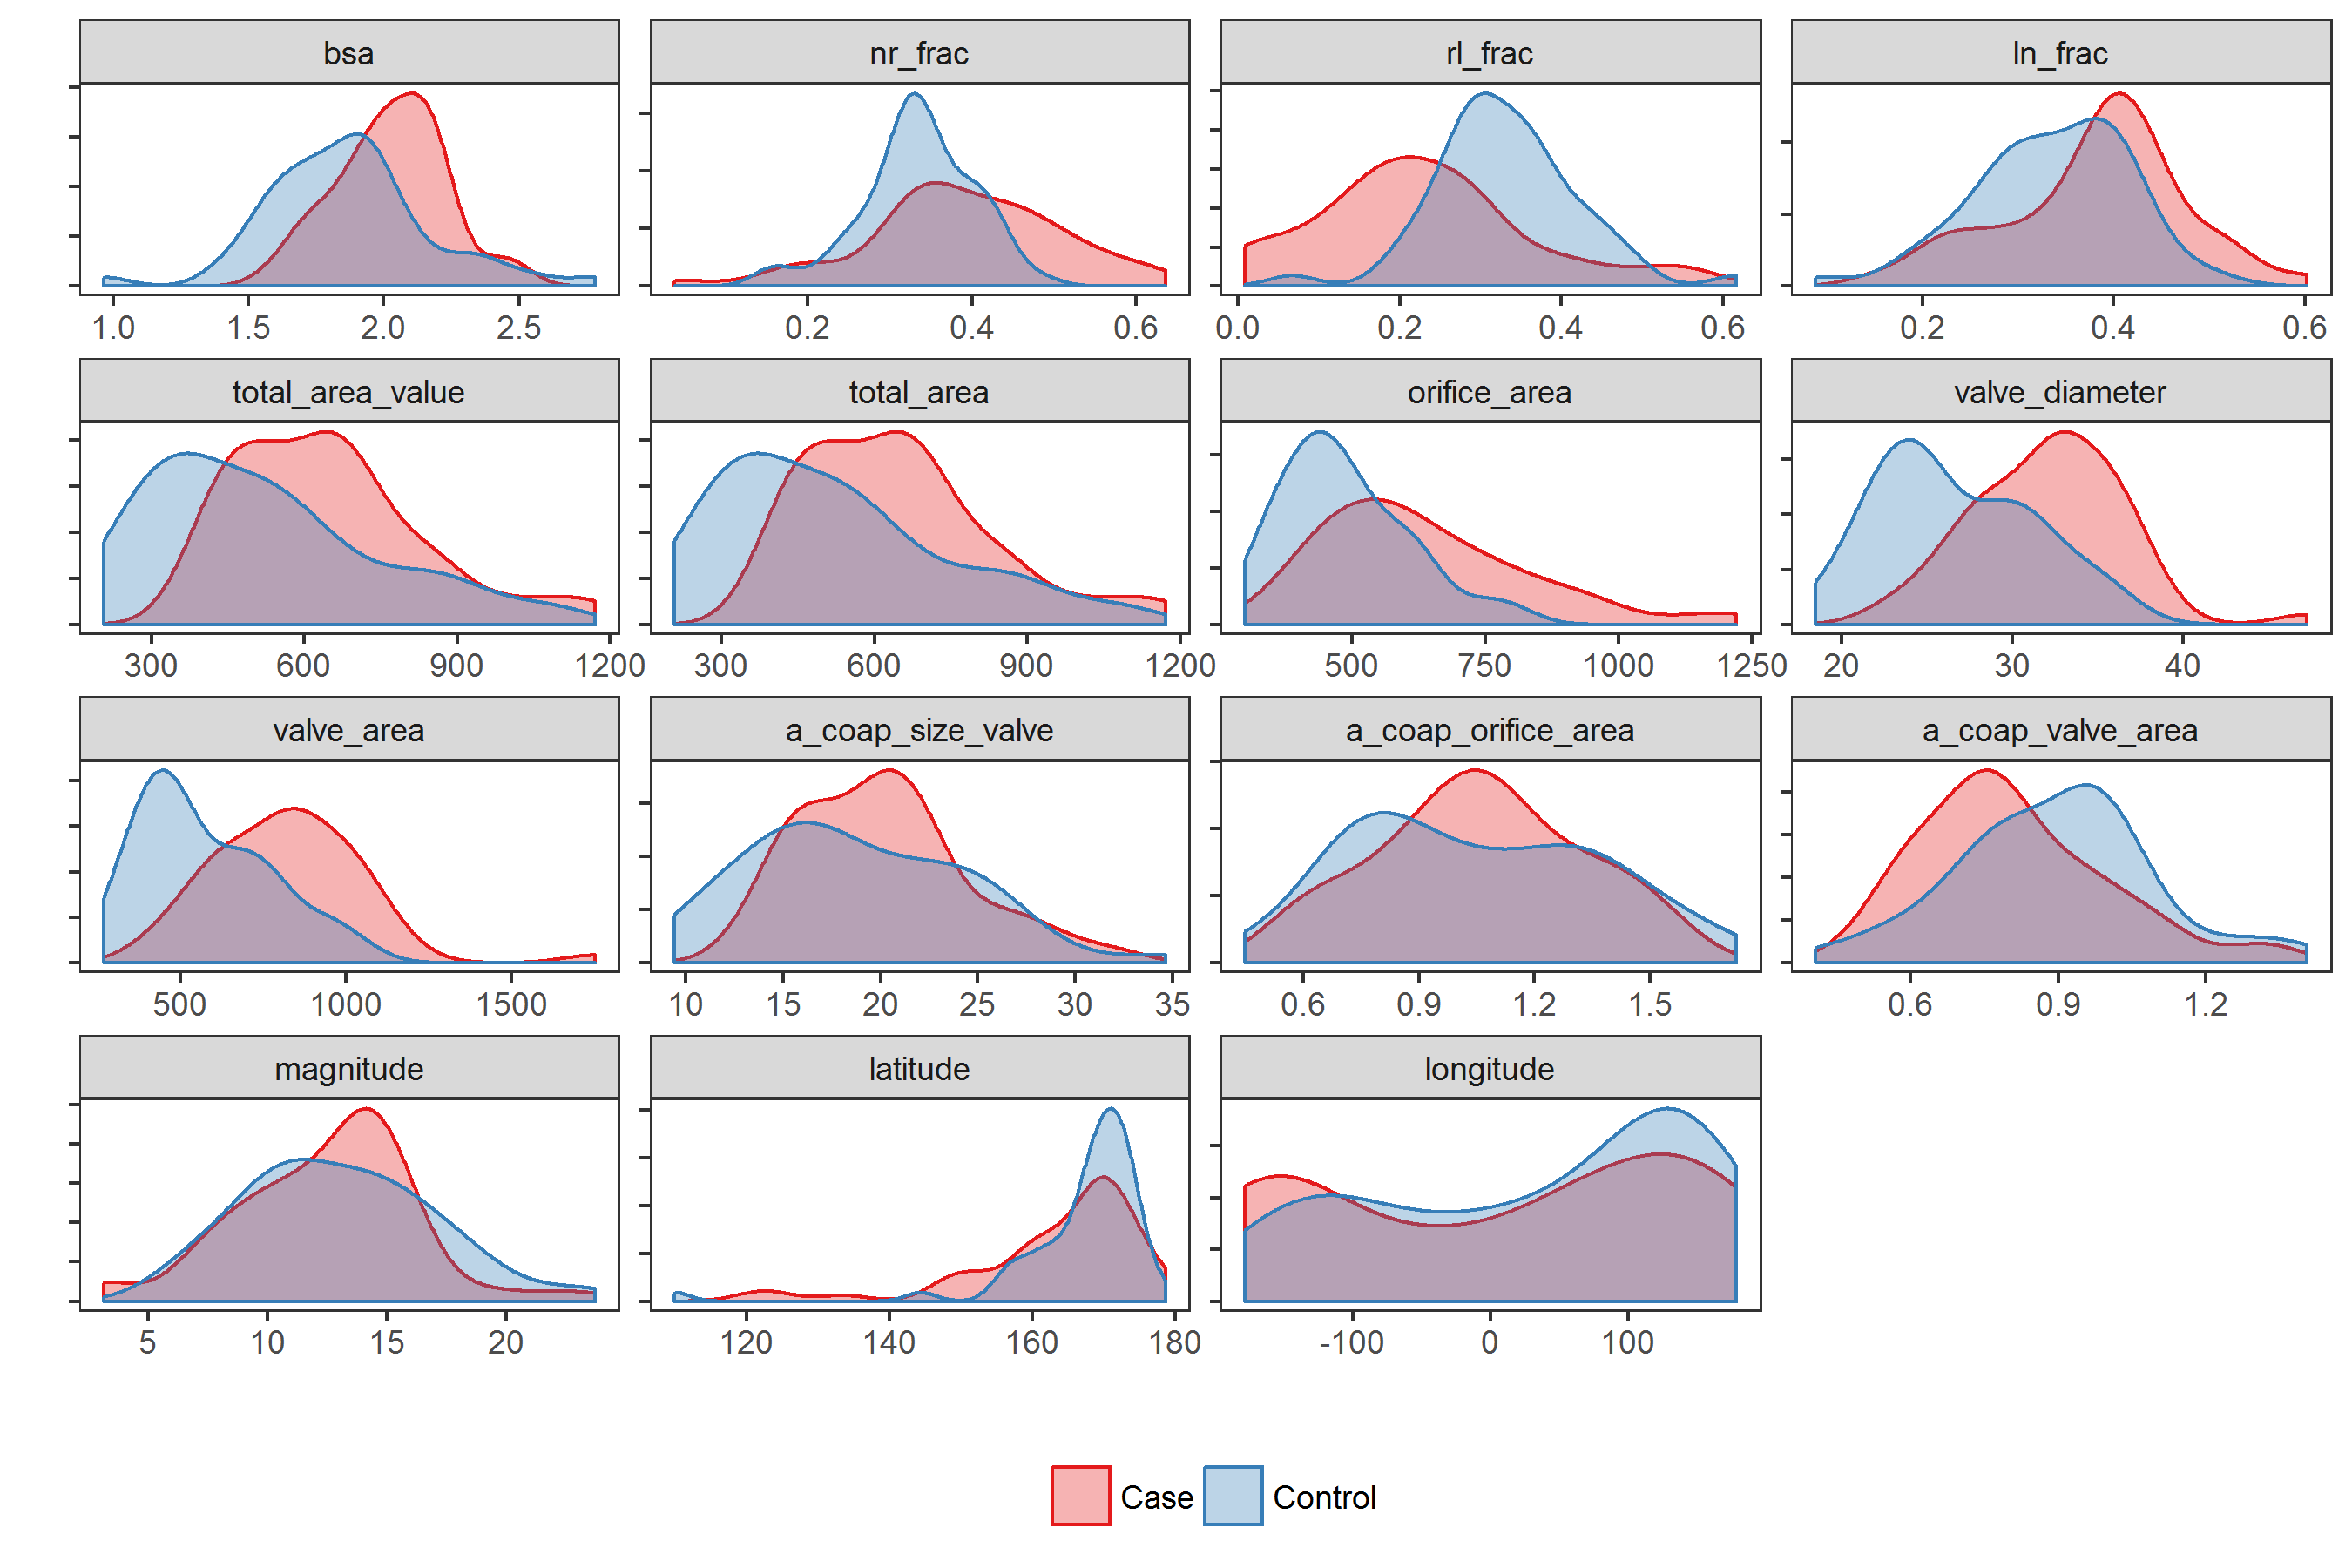 bsa nr_frac rl_frac ln_frac
1.0 1.5 2.0 2.5 0.2 0.4 0.6 0.0 0.2 0.4 0.6 0.2 0.4 0.6
total_area_value total_area orifice_area valve_diameter
300 600 900 1200 300 600 900 1200 500 750 1000 1250 20 30 40
valve_area a_coap_size_valve a_coap_orifice_area a_coap_valve_area
500 1000 1500 10 15 20 25 30 35 0.6 0.9 1.2 1.5 0.6 0.9 1.2
magnitude latitude longitude
5 10 15 20 120 140 160 180 -100 0 100
Case Control